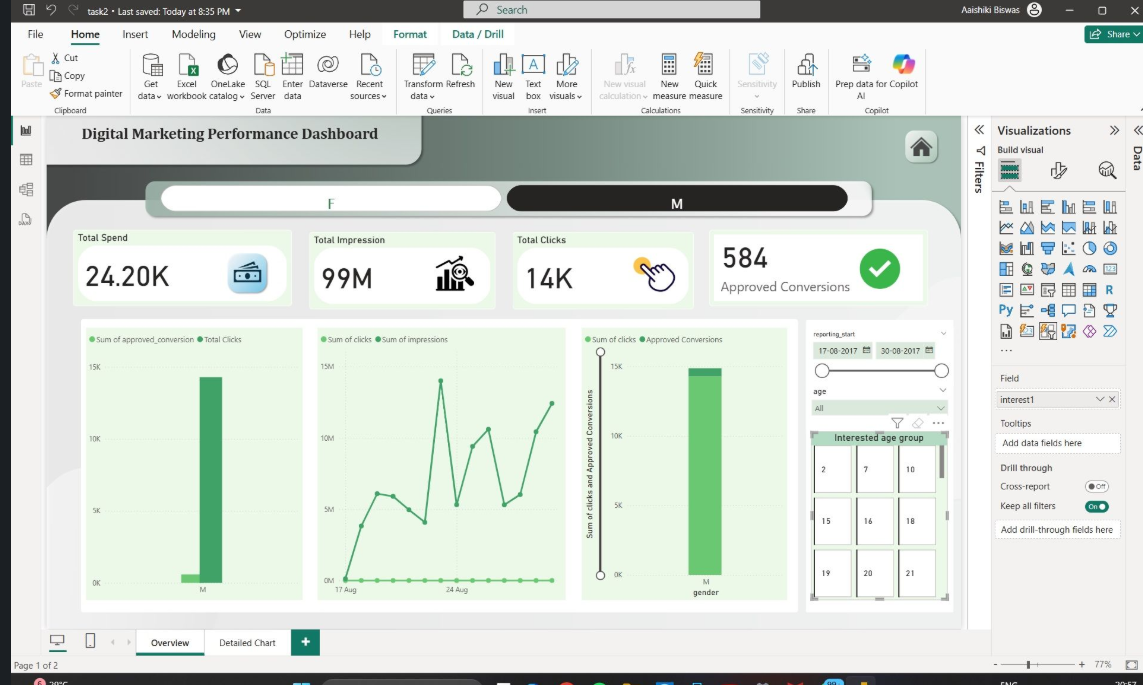 task2 • Last saved: Today at 8:35 PM
Search
Aaishiki Biswas
File Home Insert Modeling View Optimize Help Format Data / Drill
Share
Paste
Cut
Copy
Format painter
Clipboard
Get data
Excel workbook
OneLake catalog
SQL Server
Enter data
Dataverse
Recent sources
Data
Transform data
Refresh
Queries
New visual
Text box
More visuals
Insert
New visual calculation
New measure
Quick measure
Calculations
Sensitivity
Sensitivity
Publish
Share
Prep data for AI
Copilot
Copilot
Digital Marketing Performance Dashboard
F
M
Total Spend
24.20K
Total Impression
99M
Total Clicks
14K
584
Approved Conversions
Sum of approved_conversion Total Clicks
15K
10K
5K
0K
M
Sum of clicks Sum of impressions
15M
10M
5M
0M
17 Aug 24 Aug
Sum of clicks Approved Conversions
Sum of clicks and Approved Conversions
15K
10K
5K
0K
M
gender
reporting_start
17-08-2017 30-08-2017
age
All
Interested age group
2 7 10
15 16 18
19 20 21
Filters
Visualizations
Build visual
R
Py
Field
interest1
Tooltips
Add data fields here
Drill through
Cross-report Off
Keep all filters On
Add drill-through fields here
Data
Overview Detailed Chart +
Page 1 of 2
- + 77%